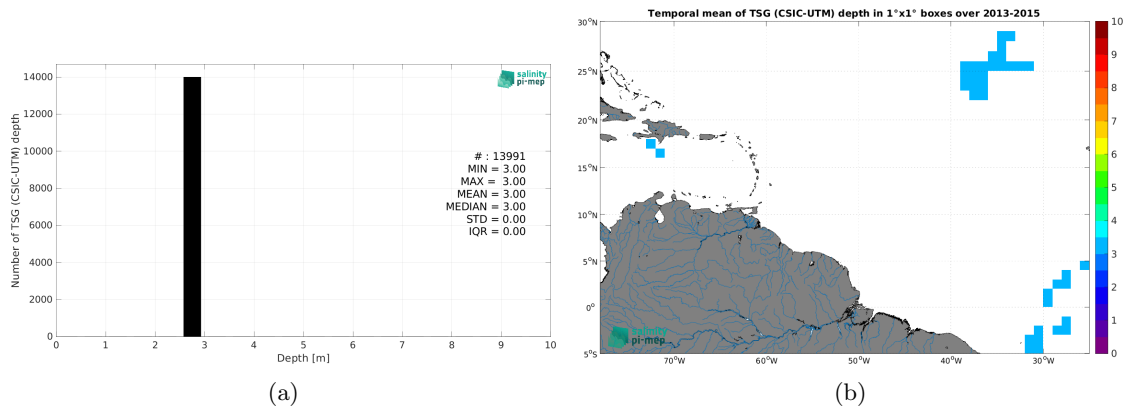 14000
12000
10000
8000
6000
4000
2000
0
Number of TSG (CSIC-UTM) depth
salinity
pi-mep
# : 13991
MIN = 3.00
MAX = 3.00
MEAN = 3.00
MEDIAN = 3.00
STD = 0.00
IQR = 0.00
0 1 2 3 4 5 6 7 8 9 10
Depth [m]
(a)
Temporal mean of TSG (CSIC-UTM) depth in 1°x1° boxes over 2013-2015
30°N
25°N
20°N
15°N
10°N
5°N
0°
5°S
salinity
pi-mep
70°W 60°W 50°W 40°W 30°W
10
9
8
7
6
5
4
3
2
1
0
(b)